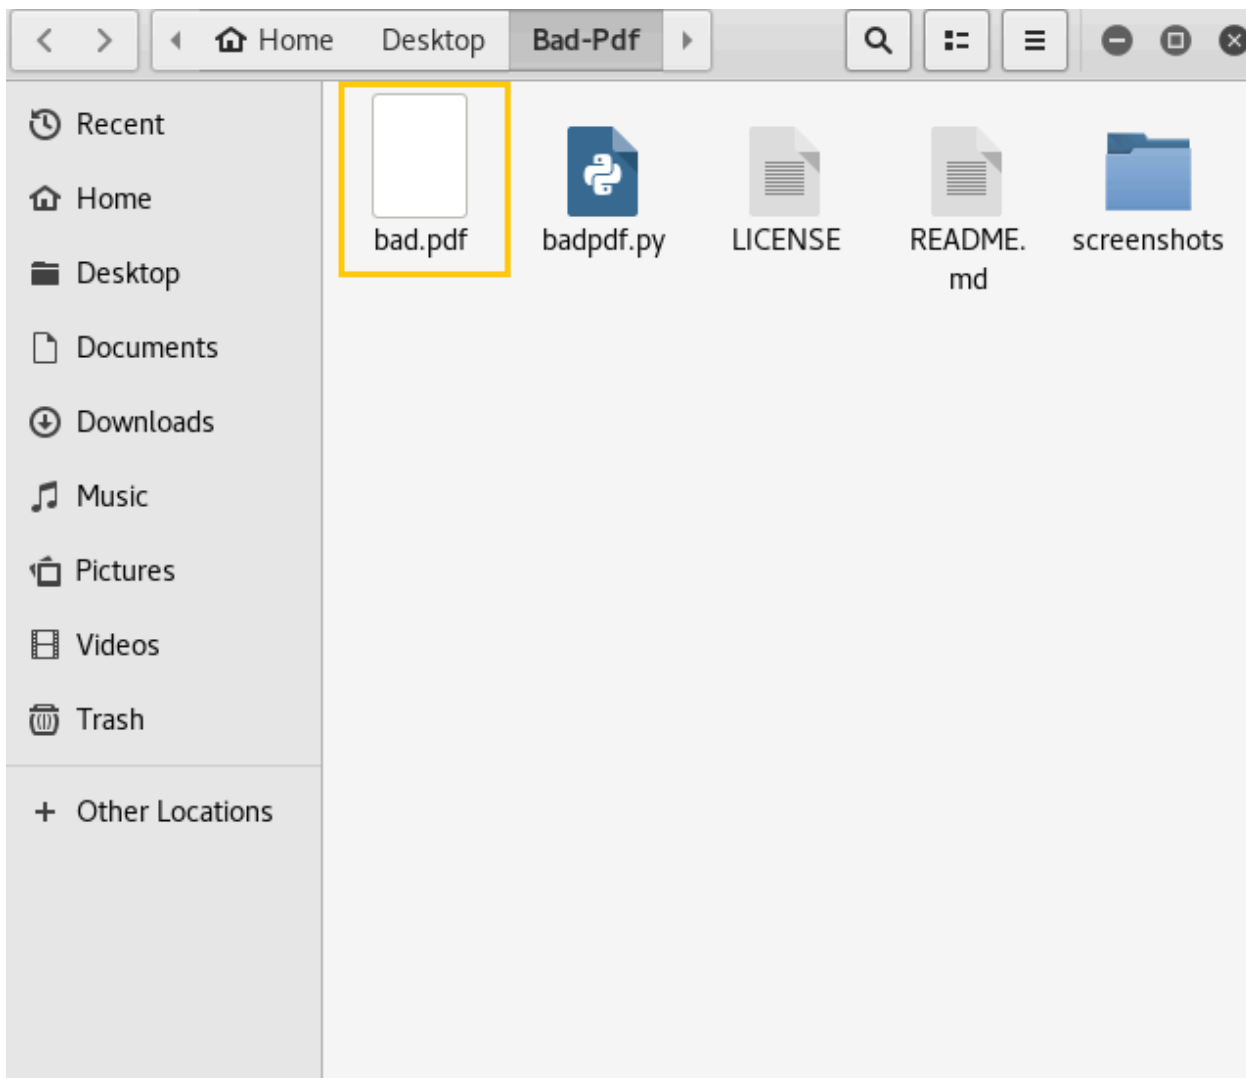 Home Desktop Bad-Pdf
Recent
Home
Desktop
Documents
Downloads
Music
Pictures
Videos
Trash
Other Locations
bad.pdf badpdf.py LICENSE README. screenshots
md